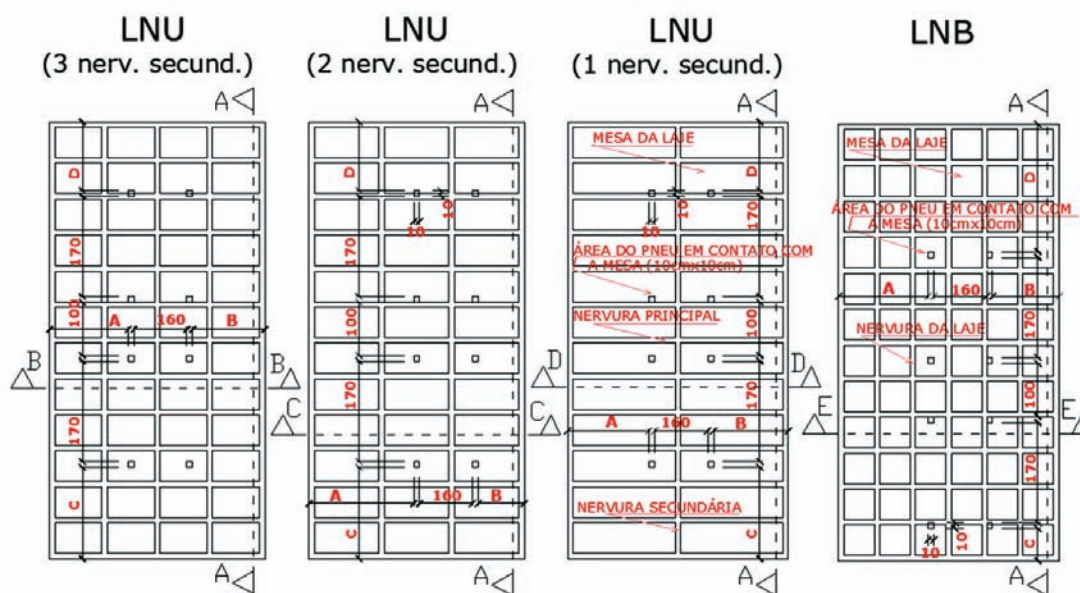 LNU
(3 nerv. secund.)
A
D
170
100
A
160
B
B
B
170
C
A
LNU
(2 nerv. secund.)
A
D
10
10
170
100
170
C
C
A
160
B
C
A
LNU
(1 nerv. secund.)
A
MESA DA LAJE
D
10
10
170
ÁREA DO PNEU EM CONTATO COM
A MESA (10cmx10cm)
100
NERVURA PRINCIPAL
D
D
170
A
160
B
NERVURA SECUNDÁRIA
C
A
LNB
A
MESA DA LAJE
D
ÁREA DO PNEU EM CONTATO COM
A MESA (10cmx10cm)
A
160
B
170
NERVURA DA LAJE
100
E
E
170
10
10
C
A